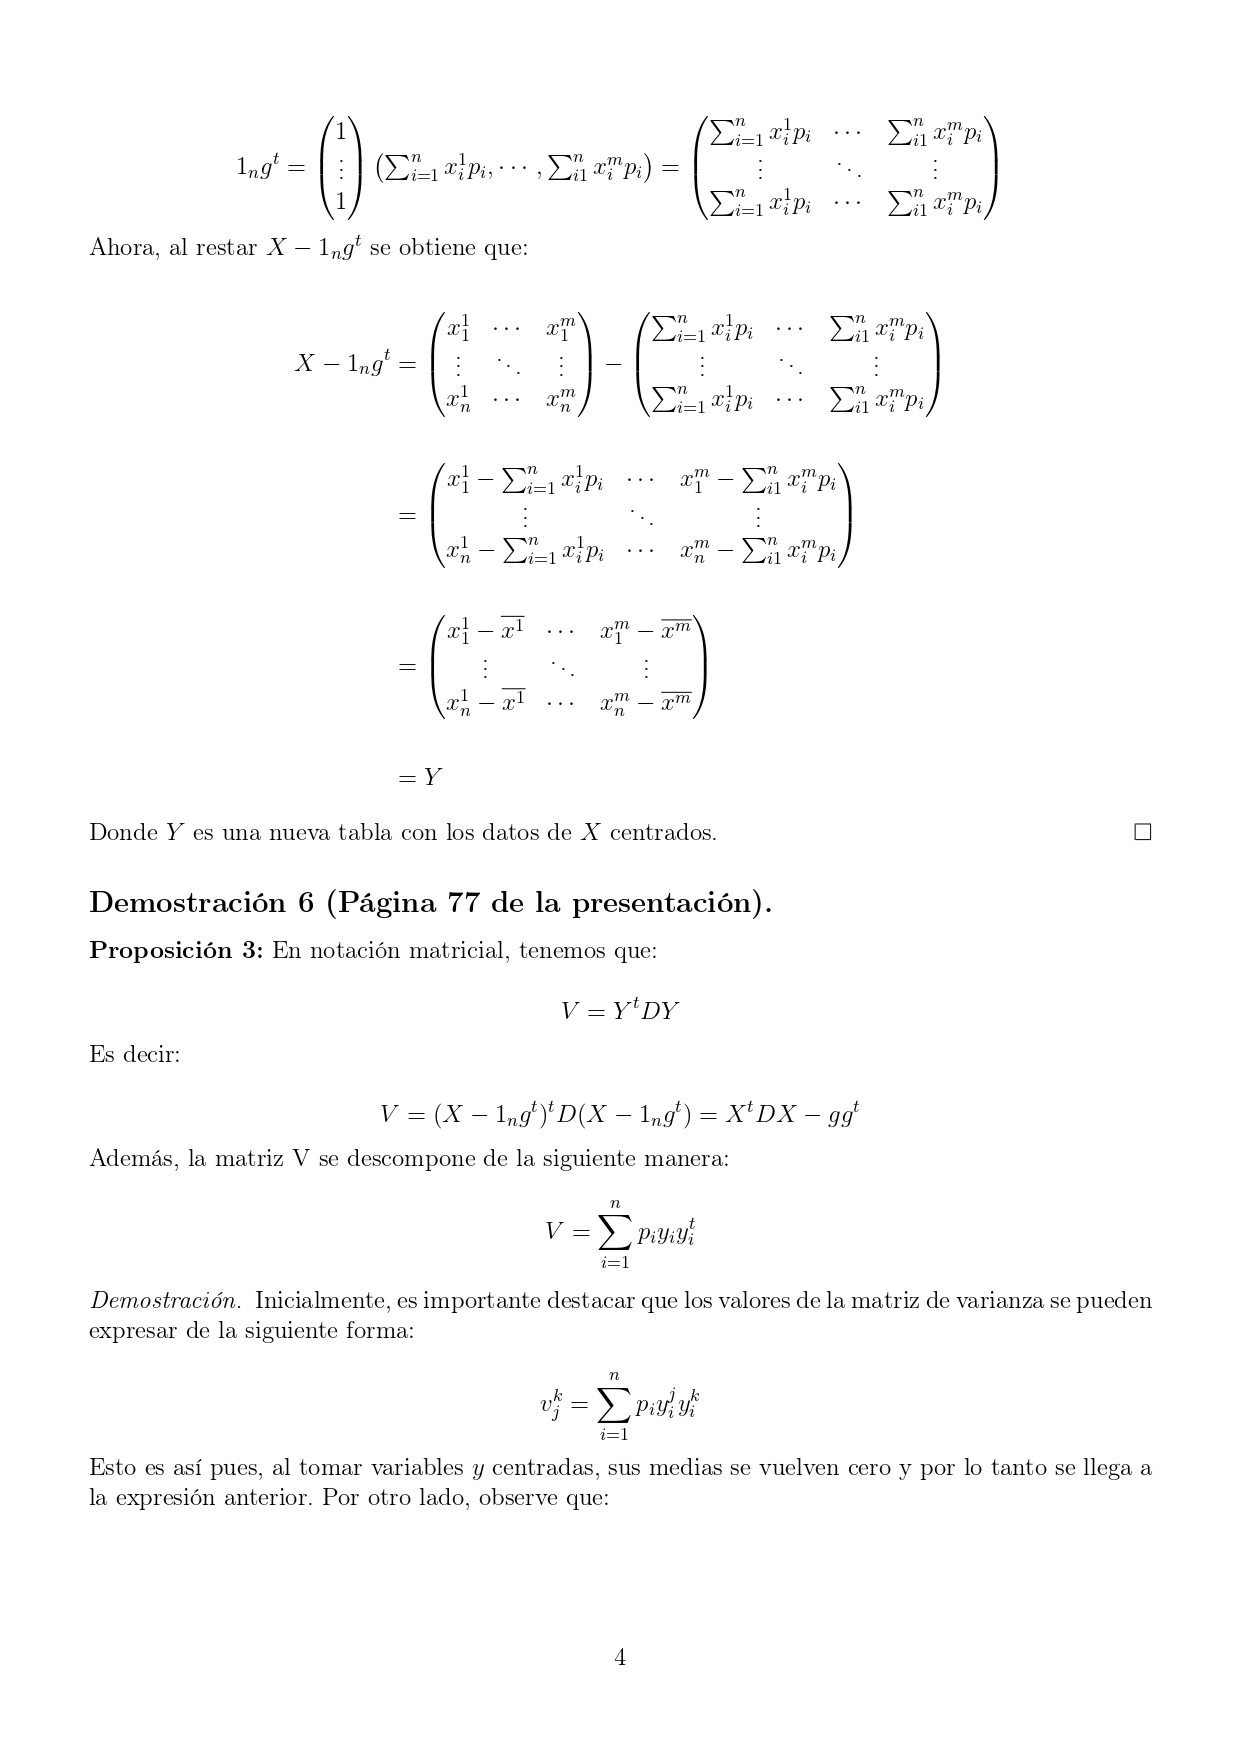 $1_n g^t = \begin{pmatrix} 1 \\ \vdots \\ 1 \end{pmatrix} \left( \sum_{i=1}^n x_i^1 p_i, \cdots, \sum_{i1}^n x_i^m p_i \right) = \begin{pmatrix} \sum_{i=1}^n x_i^1 p_i & \cdots & \sum_{i1}^n x_i^m p_i \\ \vdots & \ddots & \vdots \\ \sum_{i=1}^n x_i^1 p_i & \cdots & \sum_{i1}^n x_i^m p_i \end{pmatrix}$
Ahora, al restar $X - 1_n g^t$ se obtiene que:
$X - 1_n g^t = \begin{pmatrix} x_1^1 & \cdots & x_1^m \\ \vdots & \ddots & \vdots \\ x_n^1 & \cdots & x_n^m \end{pmatrix} - \begin{pmatrix} \sum_{i=1}^n x_i^1 p_i & \cdots & \sum_{i1}^n x_i^m p_i \\ \vdots & \ddots & \vdots \\ \sum_{i=1}^n x_i^1 p_i & \cdots & \sum_{i1}^n x_i^m p_i \end{pmatrix}$
$= \begin{pmatrix} x_1^1 - \sum_{i=1}^n x_i^1 p_i & \cdots & x_1^m - \sum_{i1}^n x_i^m p_i \\ \vdots & \ddots & \vdots \\ x_n^1 - \sum_{i=1}^n x_i^1 p_i & \cdots & x_n^m - \sum_{i1}^n x_i^m p_i \end{pmatrix}$
$= \begin{pmatrix} x_1^1 - \overline{x^1} & \cdots & x_1^m - \overline{x^m} \\ \vdots & \ddots & \vdots \\ x_n^1 - \overline{x^1} & \cdots & x_n^m - \overline{x^m} \end{pmatrix}$
$= Y$
Donde $Y$ es una nueva tabla con los datos de $X$ centrados. □
Demostración 6 (Página 77 de la presentación).
Proposición 3: En notación matricial, tenemos que:
$V = Y^t D Y$
Es decir:
$V = (X - 1_n g^t)^t D (X - 1_n g^t) = X^t D X - g g^t$
Además, la matriz V se descompone de la siguiente manera:
$V = \sum_{i=1}^n p_i y_i y_i^t$
Demostración. Inicialmente, es importante destacar que los valores de la matriz de varianza se pueden
expresar de la siguiente forma:
$v_j^k = \sum_{i=1}^n p_i y_i^j y_i^k$
Esto es así pues, al tomar variables $y$ centradas, sus medias se vuelven cero y por lo tanto se llega a
la expresión anterior. Por otro lado, observe que:
4